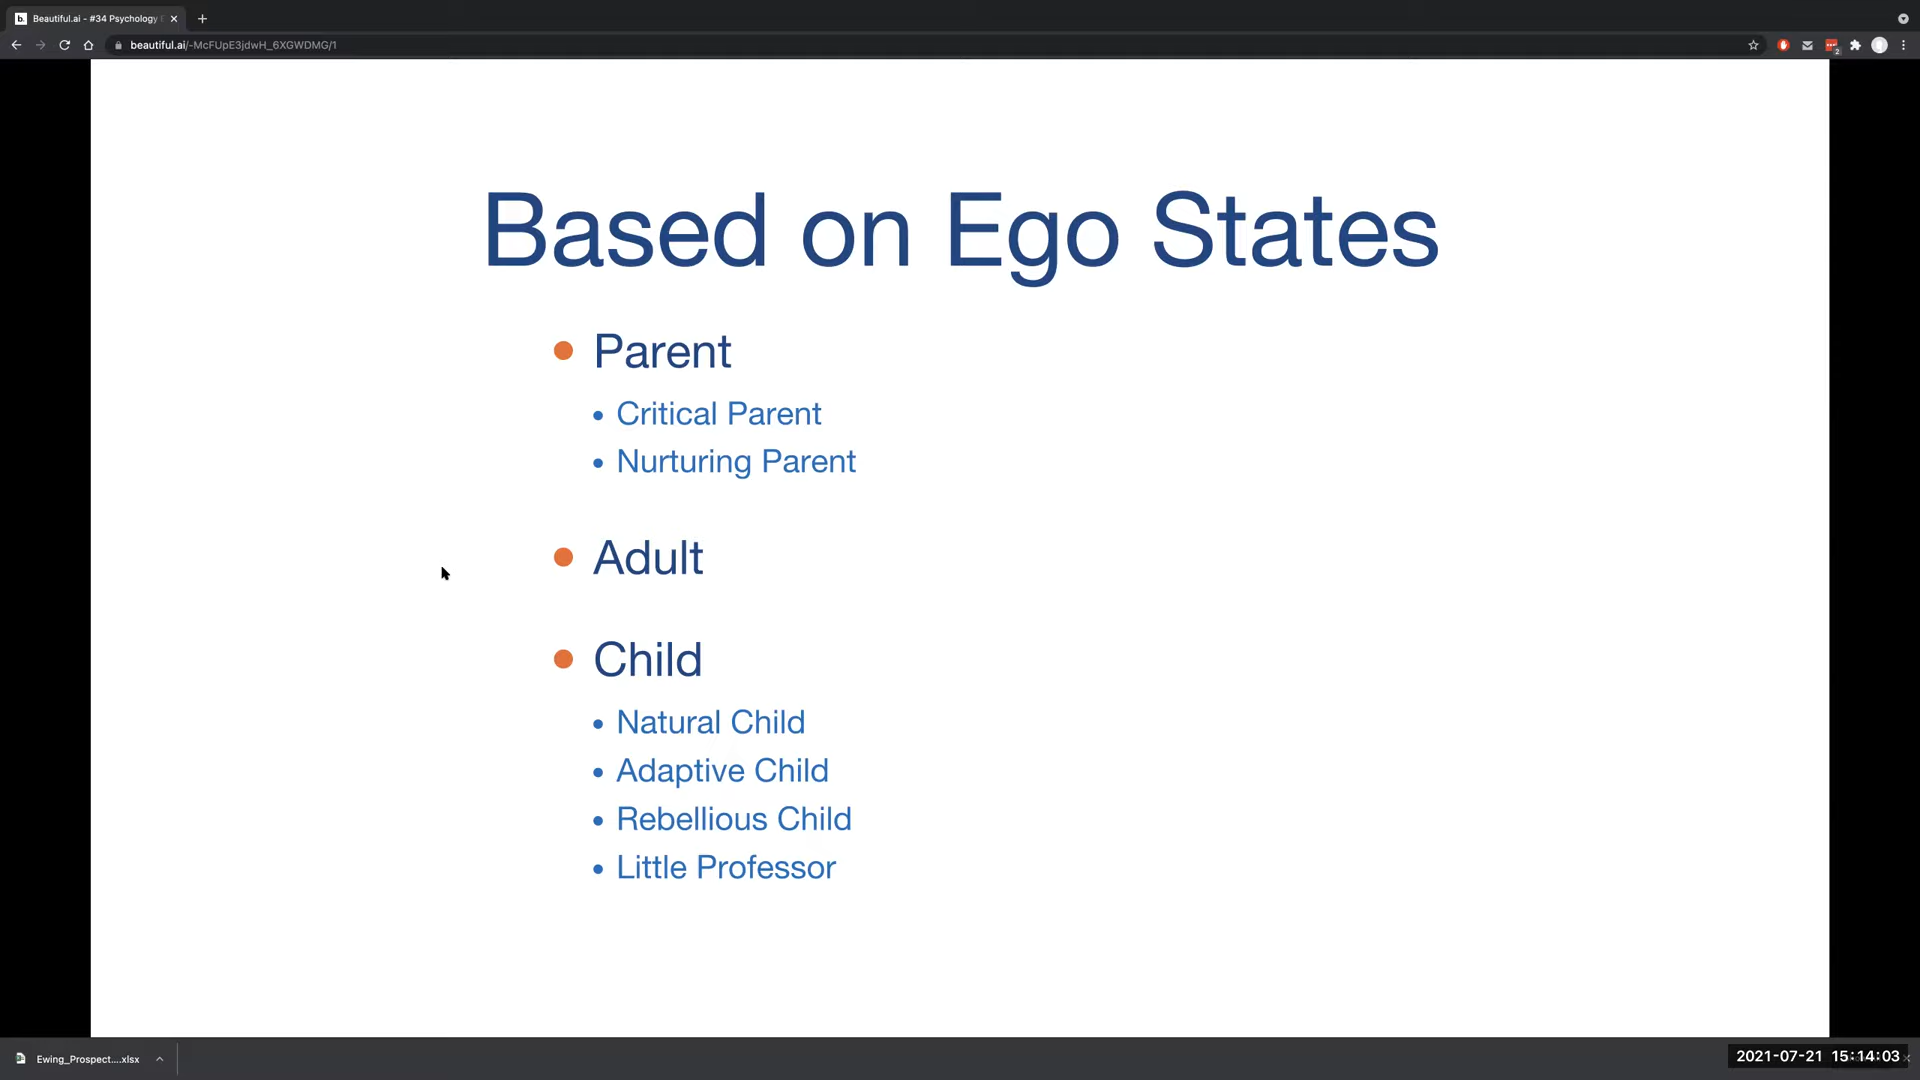 Beautiful.ai - #34 Psychology
beautiful.ai/-McFUpE3jdwH_6XGWDMG/1
2
Based on Ego States
Parent
Critical Parent
Nurturing Parent
Adult
Child
Natural Child
Adaptive Child
Rebellious Child
Little Professor
Ewing_Prospect....xlsx
2021-07-21 15:14:03